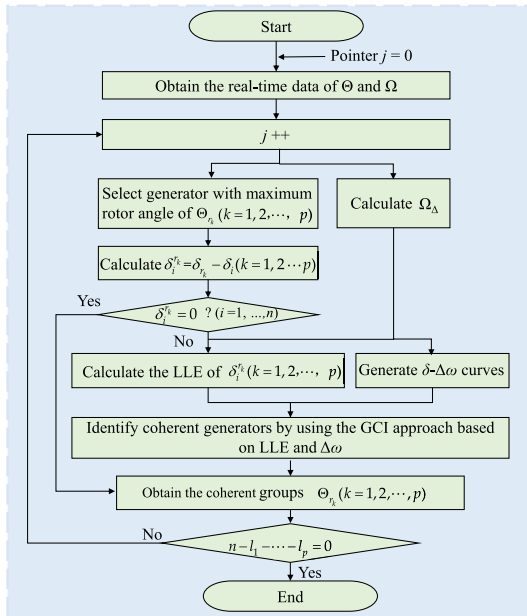 Start
Pointer j = 0
Obtain the real-time data of Θ and Ω
j ++
Select generator with maximum
rotor angle of Θ_{r_k} (k = 1, 2, ⋯, p)
Calculate Ω_Δ
Calculate δ_i^{r_k} = δ_{r_k} − δ_i (k = 1, 2 ⋯ p)
Yes
δ_i^{r_k} = 0 ? (i =1, ...,n)
No
Calculate the LLE of δ_i^{r_k} (k = 1, 2, ⋯, p)
Generate δ-Δω curves
Identify coherent generators by using the GCI approach based
on LLE and Δω
Obtain the coherent groups Θ_{r_k} (k = 1, 2, ⋯, p)
No
n − l_1 − ⋯ − l_p = 0
Yes
End